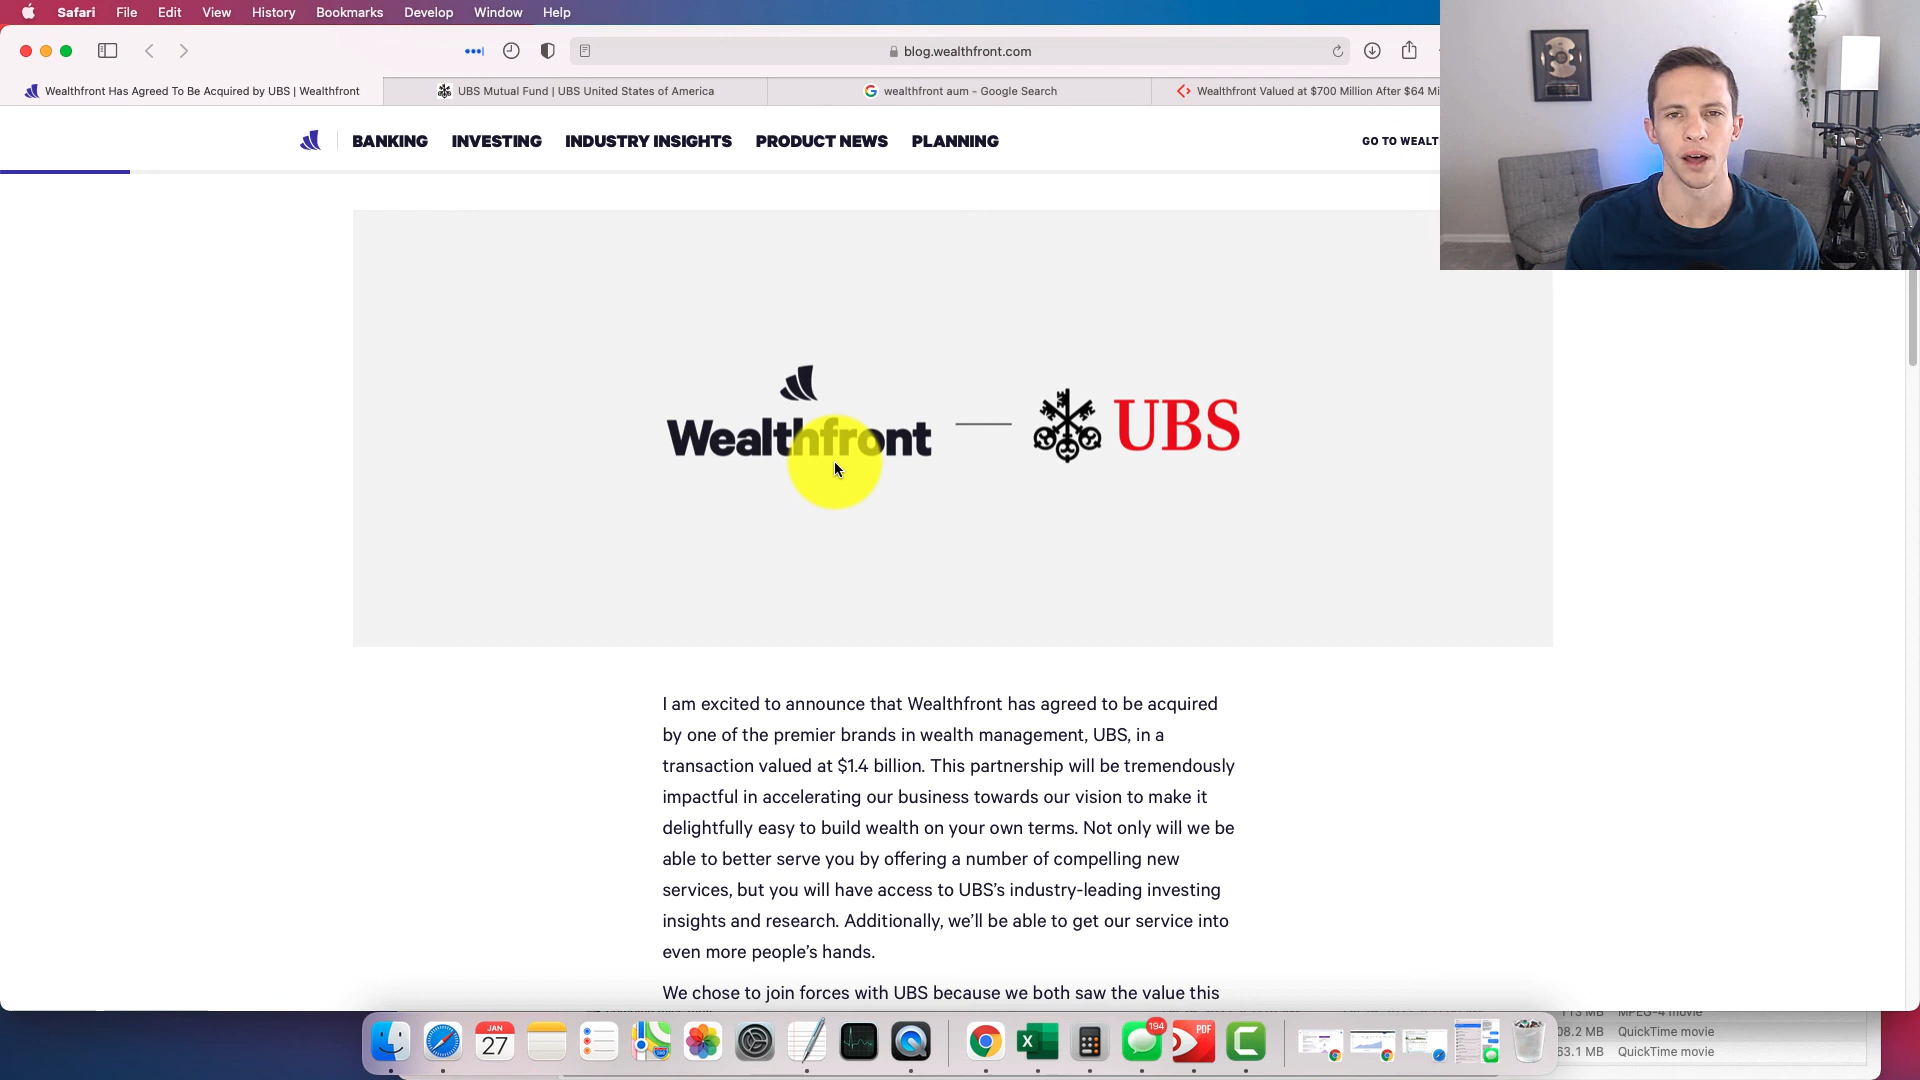 Safari File Edit View History Bookmarks Develop Window Help
blog.wealthfront.com
Wealthfront Has Agreed To Be Acquired by UBS | Wealthfront
UBS Mutual Fund | UBS United States of America
wealthfront aum - Google Search
Wealthfront Valued at $700 Million After $64 Mi
BANKING INVESTING INDUSTRY INSIGHTS PRODUCT NEWS PLANNING
GO TO WEALT
Wealthfront
UBS
I am excited to announce that Wealthfront has agreed to be acquired
by one of the premier brands in wealth management, UBS, in a
transaction valued at $1.4 billion. This partnership will be tremendously
impactful in accelerating our business towards our vision to make it
delightfully easy to build wealth on your own terms. Not only will we be
able to better serve you by offering a number of compelling new
services, but you will have access to UBS’s industry-leading investing
insights and research. Additionally, we’ll be able to get our service into
even more people’s hands.
We chose to join forces with UBS because we both saw the value this
JAN
27
194
PDF
MPEG-4 movie
08.2 MB QuickTime movie
63.1 MB QuickTime movie